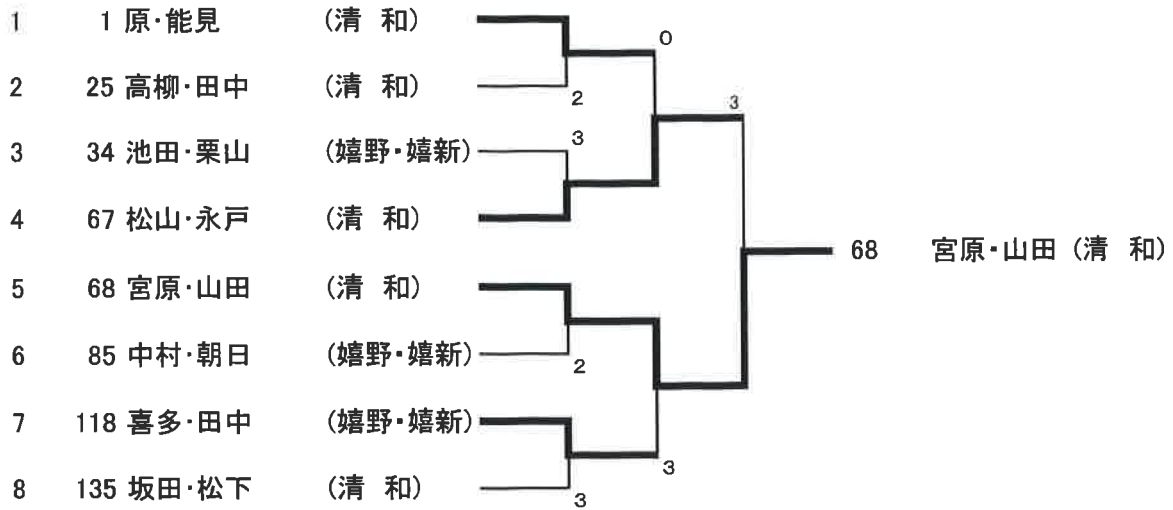 1 1 原・能見 (清 和)
0
2 25 高柳・田中 (清 和)
2
3
3 34 池田・栗山 (嬉野・嬉新)
3
4 67 松山・永戸 (清 和)
68 宮原・山田 (清 和)
5 68 宮原・山田 (清 和)
6 85 中村・朝日 (嬉野・嬉新)
2
7 118 喜多・田中 (嬉野・嬉新)
3
8 135 坂田・松下 (清 和)
3